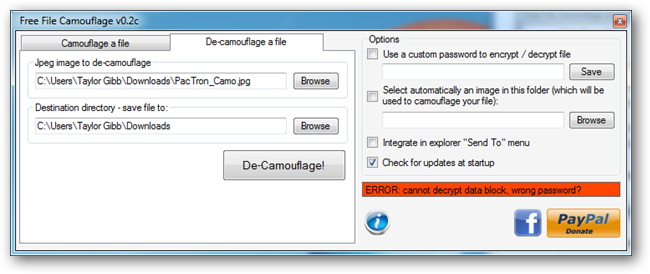 Free File Camouflage v0.2c
Camouflage a file
De-camouflage a file
Jpeg image to de-camouflage
C:\Users\Taylor Gibb\Downloads\PacTron_Camo.jpg
Browse
Destination directory - save file to:
C:\Users\Taylor Gibb\Downloads
Browse
De-Camouflage!
Options
Use a custom password to encrypt / decrypt file
Save
Select automatically an image in this folder (which will be
used to camouflage your file):
Browse
Integrate in explorer "Send To" menu
Check for updates at startup
ERROR: cannot decrypt data block, wrong password?
PayPal
Donate